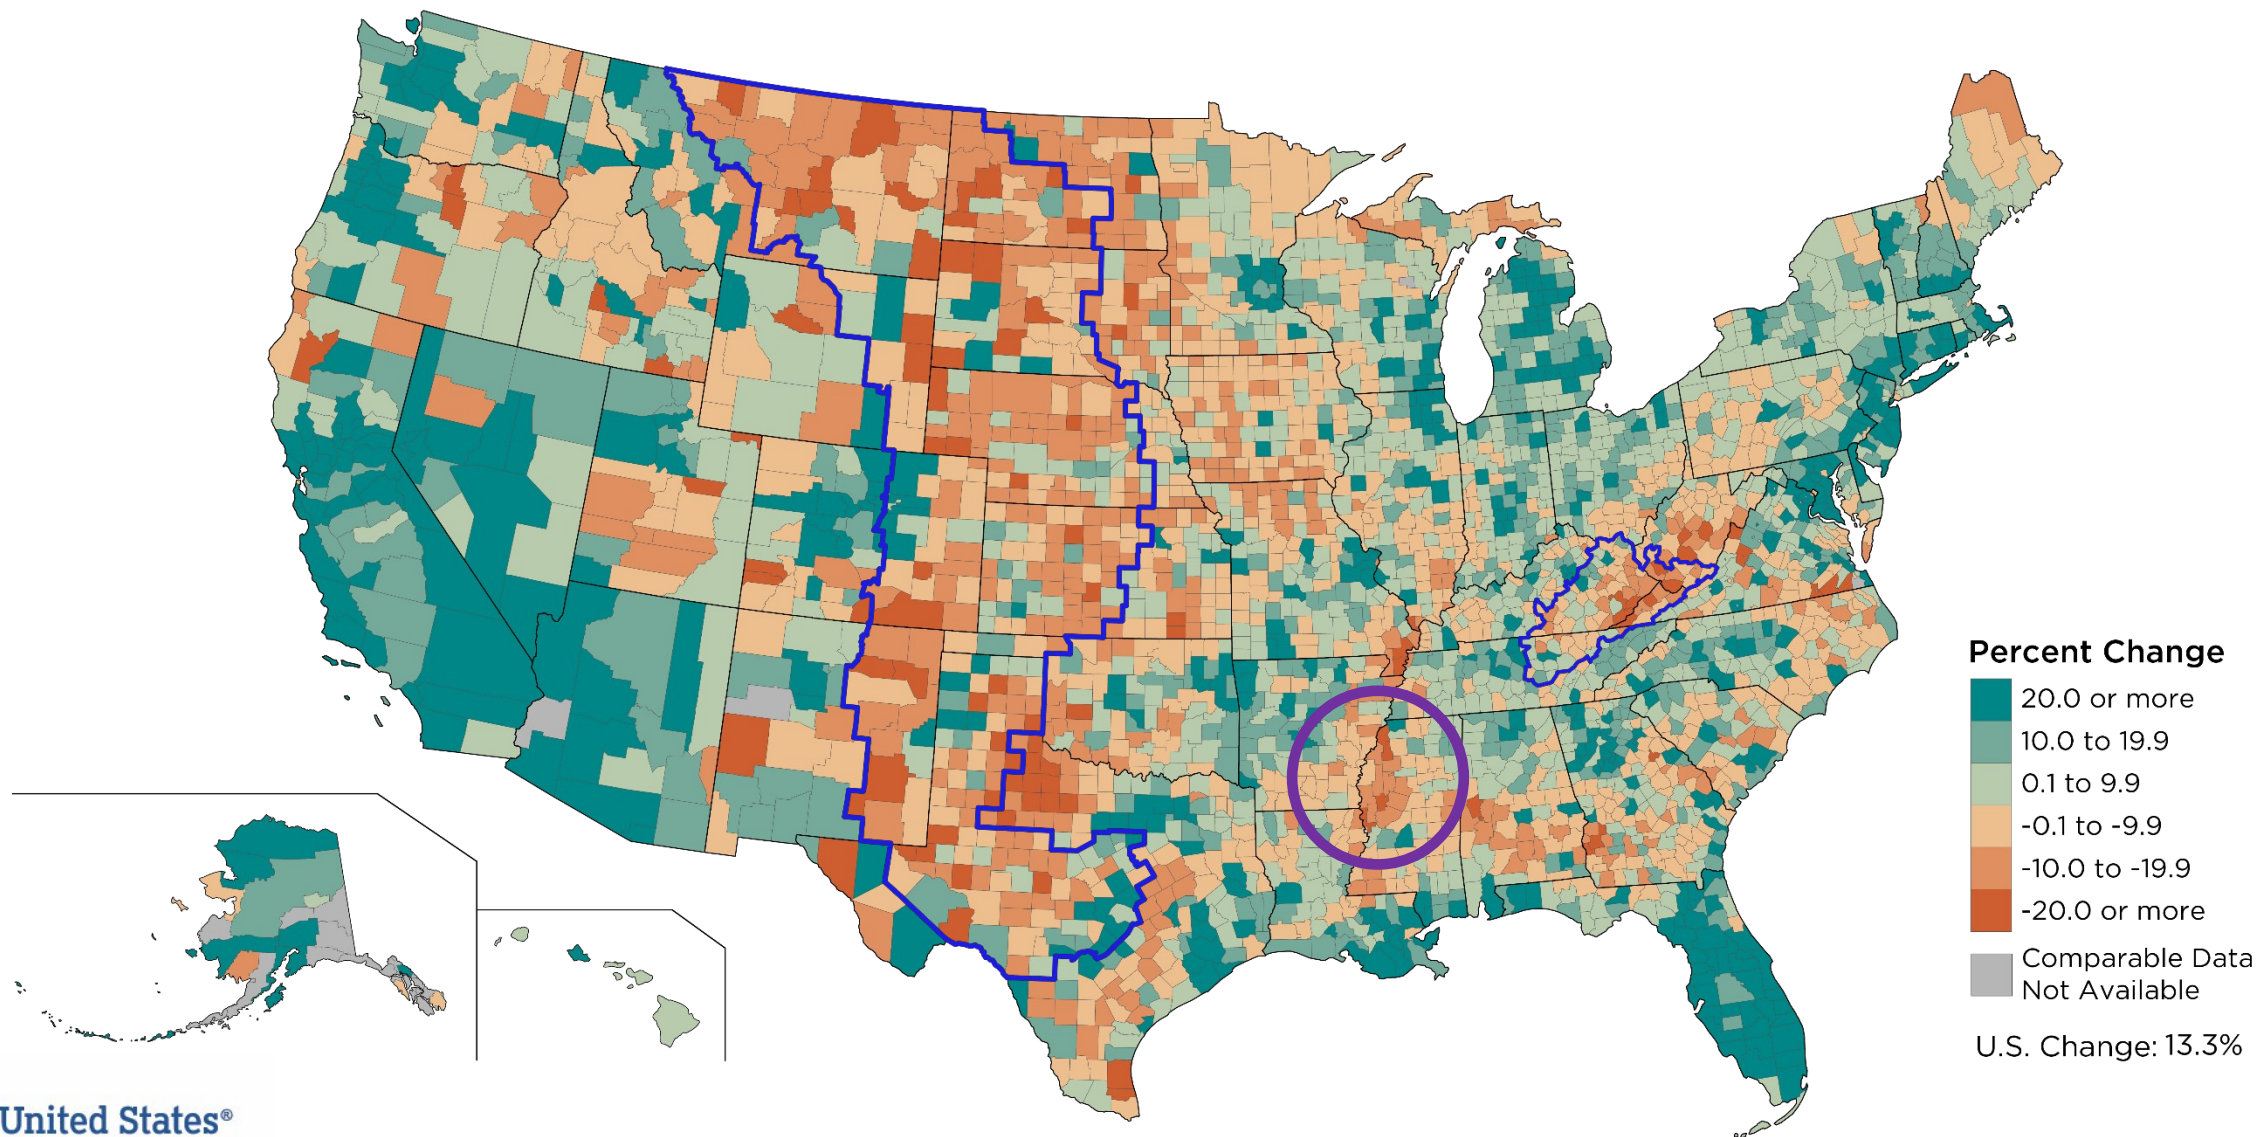 Percent Change
20.0 or more
10.0 to 19.9
0.1 to 9.9
-0.1 to -9.9
-10.0 to -19.9
-20.0 or more
Comparable Data
Not Available
U.S. Change: 13.3%
United States®